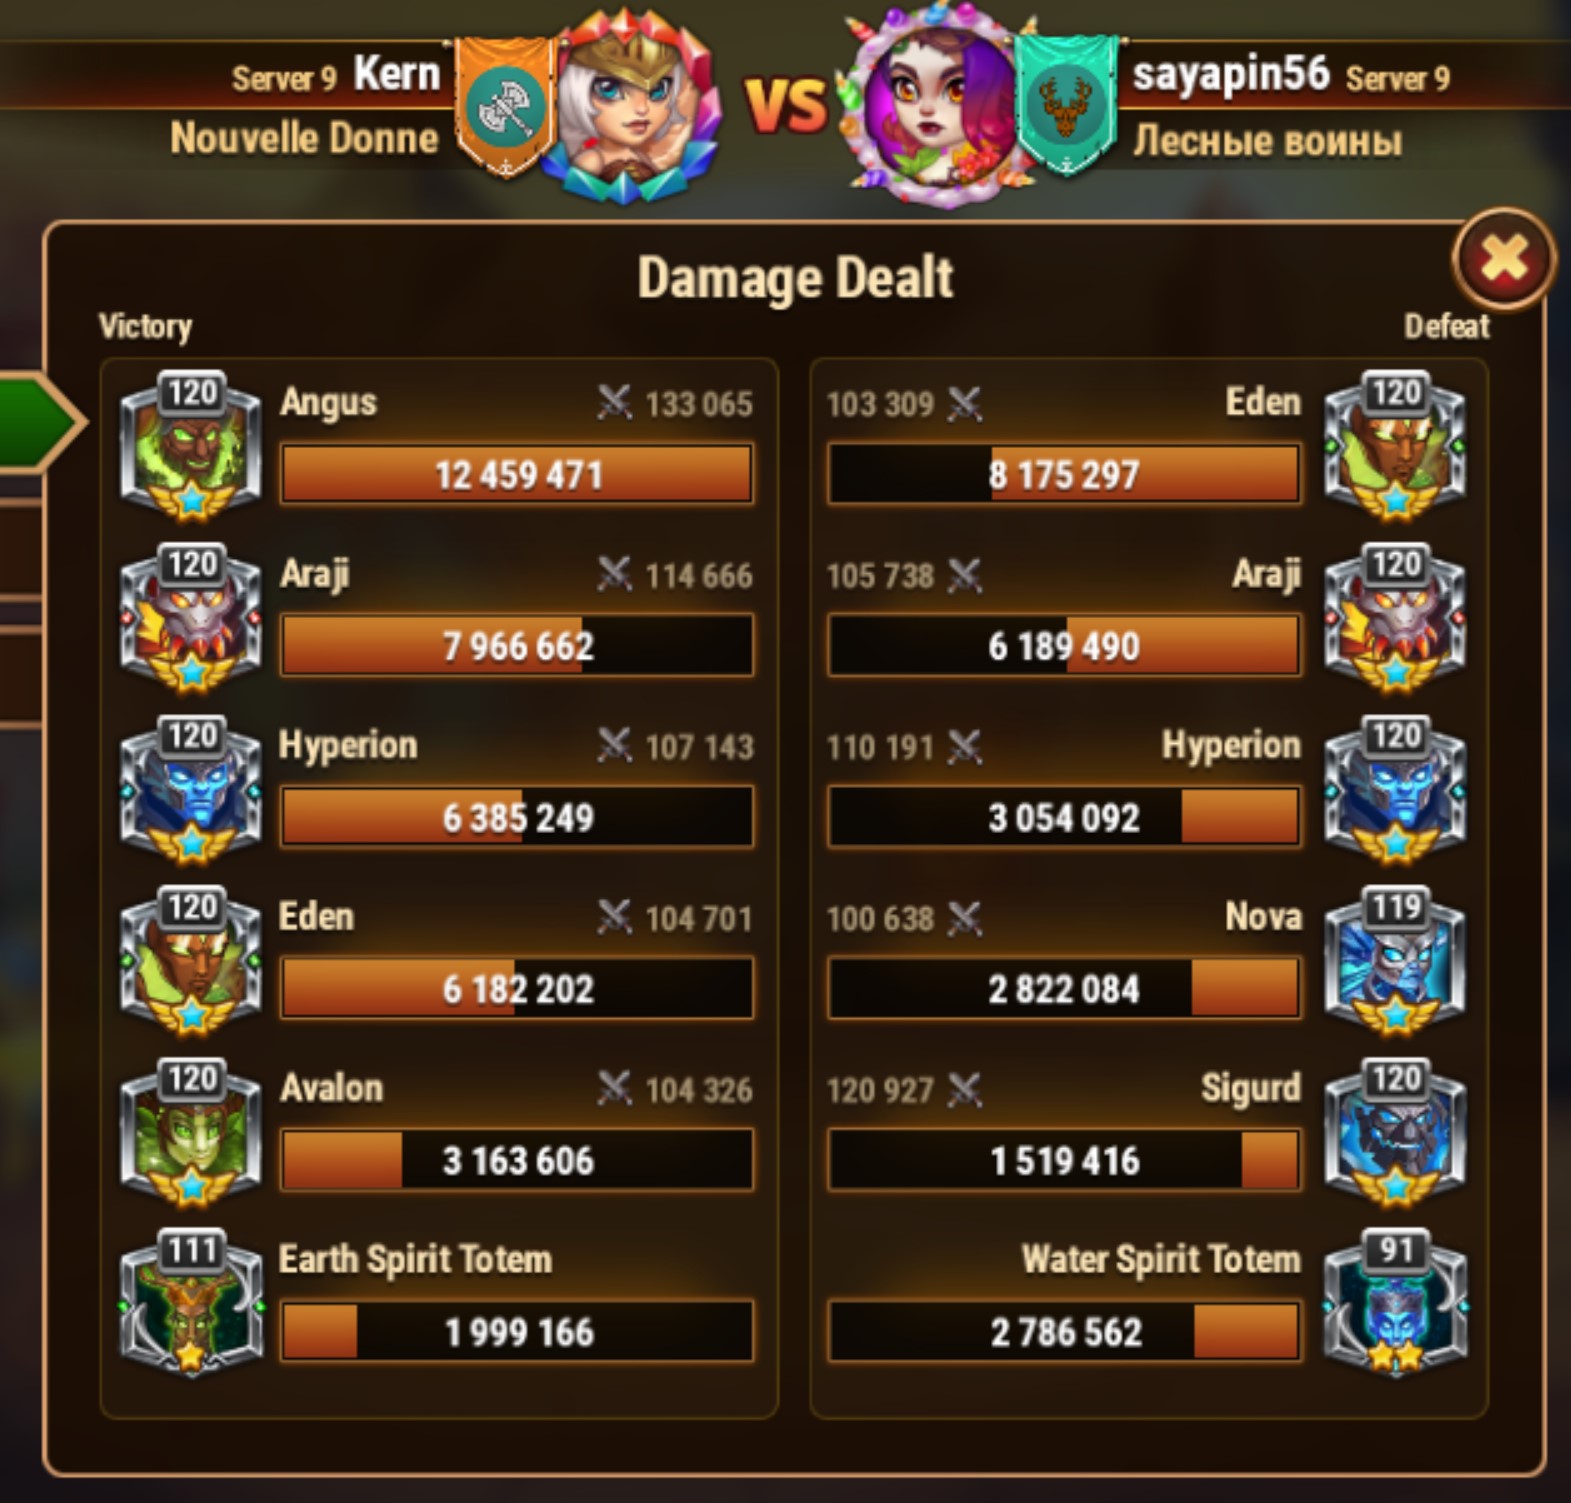 Server 9 Kern
Nouvelle Donne
VS
sayapin56 Server 9
Лесные воины
Damage Dealt
Victory
Defeat
120 Angus 133 065
12 459 471
103 309 Eden 120
8 175 297
120 Araji 114 666
7 966 662
105 738 Araji 120
6 189 490
120 Hyperion 107 143
6 385 249
110 191 Hyperion 120
3 054 092
120 Eden 104 701
6 182 202
100 638 Nova 119
2 822 084
120 Avalon 104 326
3 163 606
120 927 Sigurd 120
1 519 416
111 Earth Spirit Totem
1 999 166
Water Spirit Totem 91
2 786 562